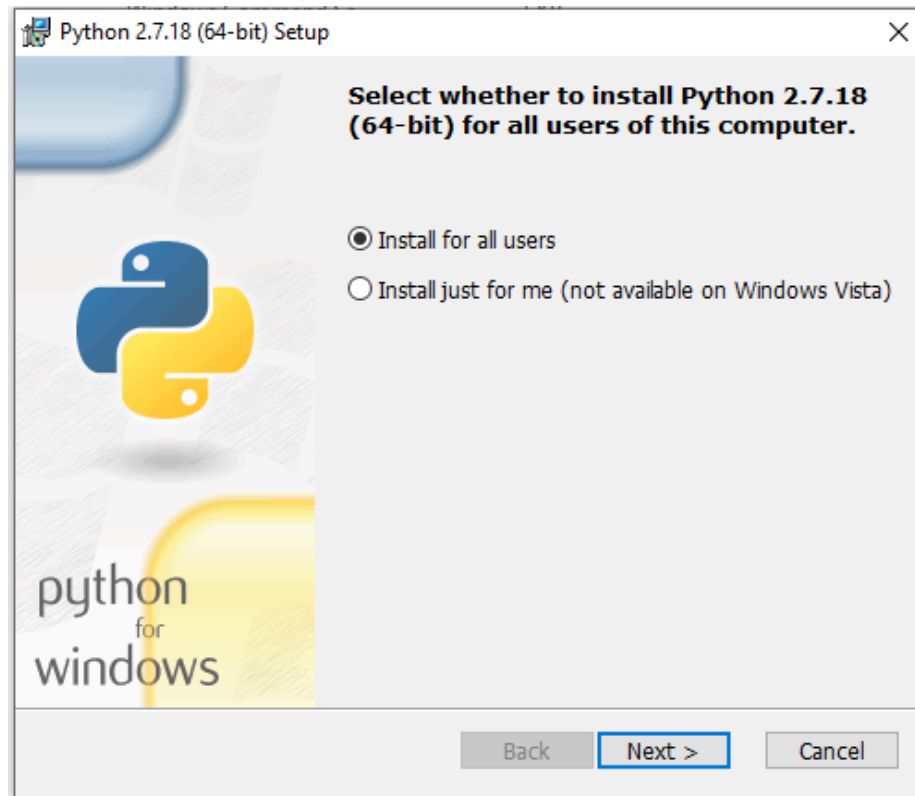 Python 2.7.18 (64-bit) Setup
Select whether to install Python 2.7.18
(64-bit) for all users of this computer.
Install for all users
Install just for me (not available on Windows Vista)
python
for
windows
Back
Next >
Cancel